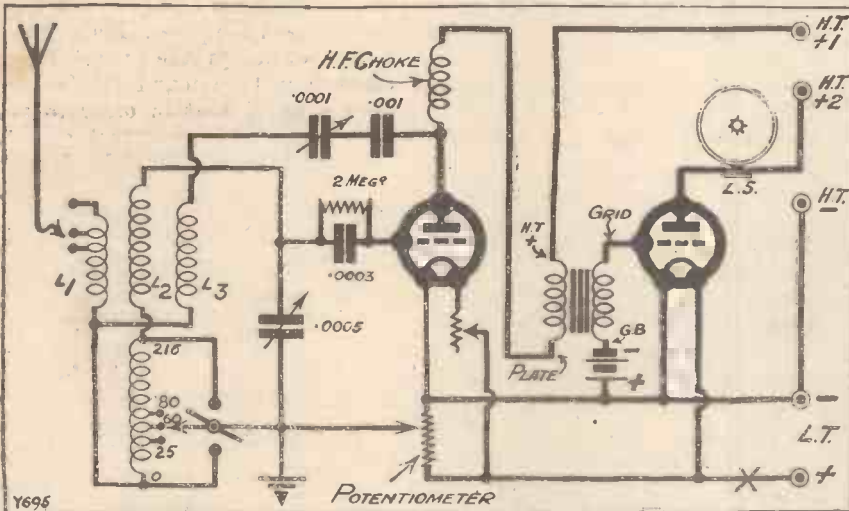 H.F. CHOKE
H.T. +1
H.T. +2
.0001
.001
L.S.
2 MEGº
H.T. -
GRID
H.T +
L1
L2
L3
.0003
.0005
G.B
-
+
216
PLATE
80
60
25
0
-
L.T.
+
POTENTIOMETER
Y695